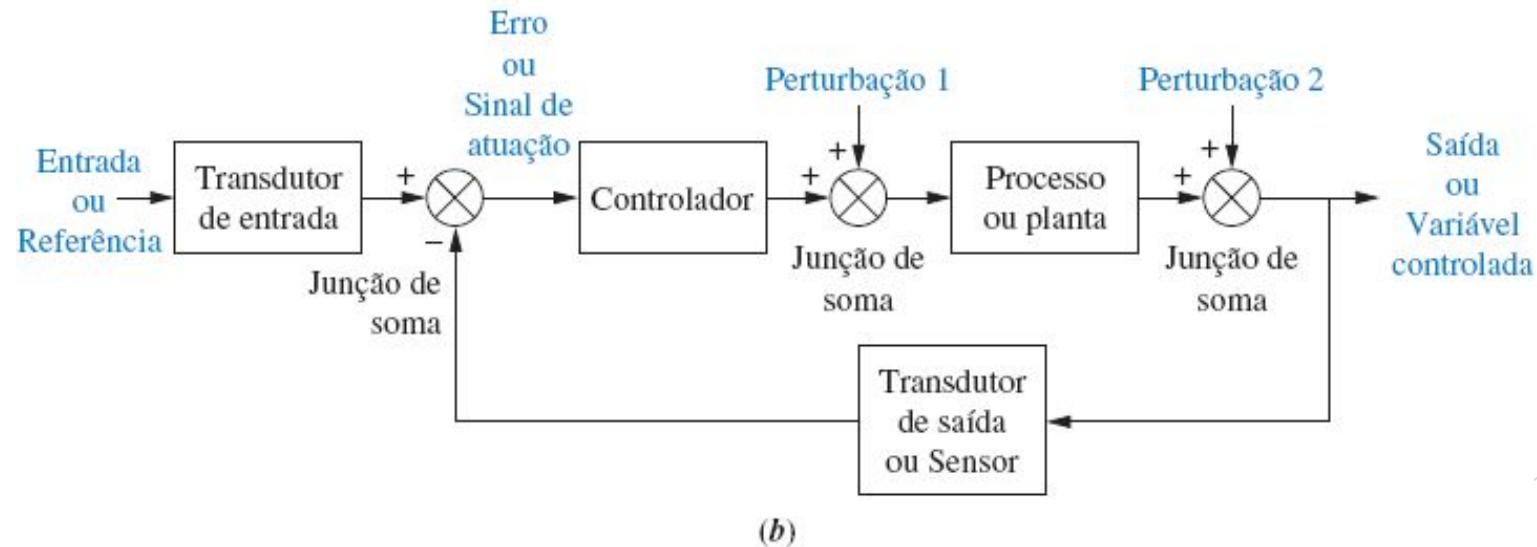 Erro
ou
Sinal de
atuação
Perturbação 1
Perturbação 2
Entrada
ou
Referência
Transdutor
de entrada
+
−
Junção de
soma
Controlador
+
+
Junção de
soma
Processo
ou planta
+
+
Junção de
soma
Saída
ou
Variável
controlada
Transdutor
de saída
ou Sensor
(b)